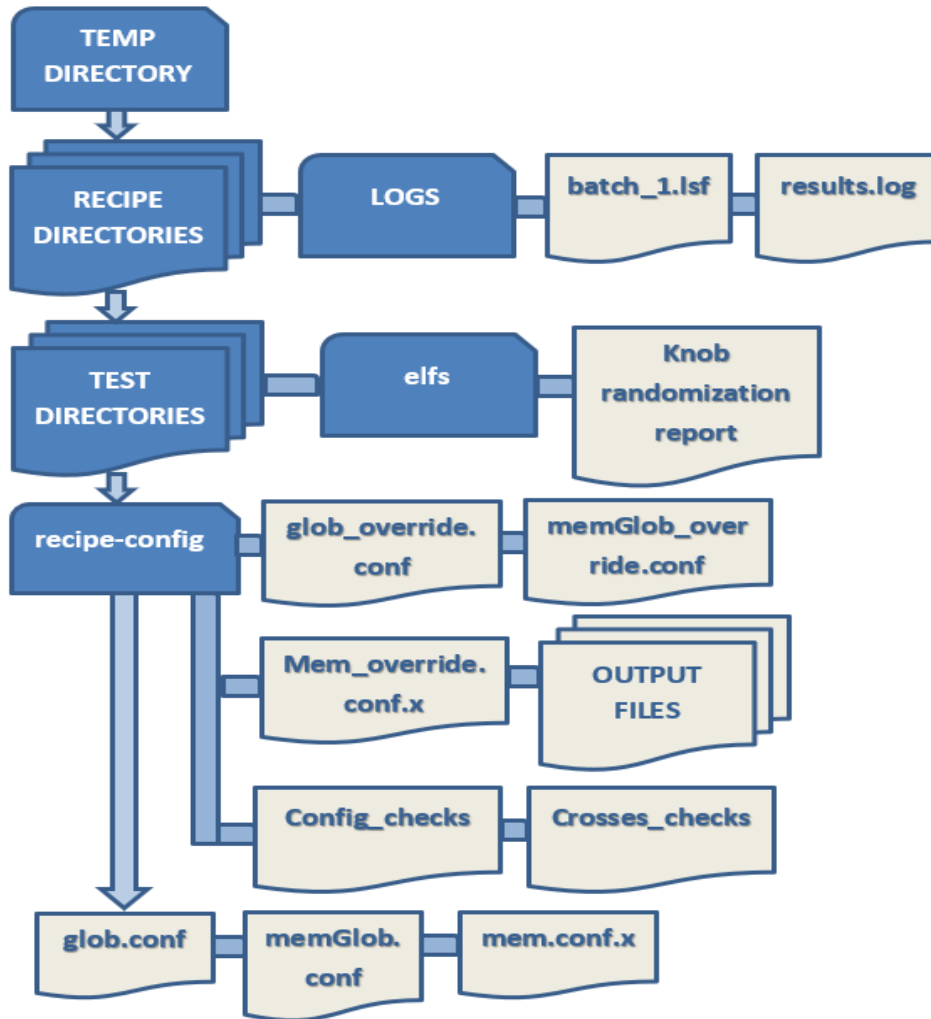 TEMP
DIRECTORY
RECIPE
DIRECTORIES
LOGS
batch_1.lsf
results.log
TEST
DIRECTORIES
elfs
Knob
randomization
report
recipe-config
glob_override.
conf
memGlob_over
ride.conf
Mem_override.
conf.x
OUTPUT
FILES
Config_checks
Crosses_checks
glob.conf
memGlob.
conf
mem.conf.x